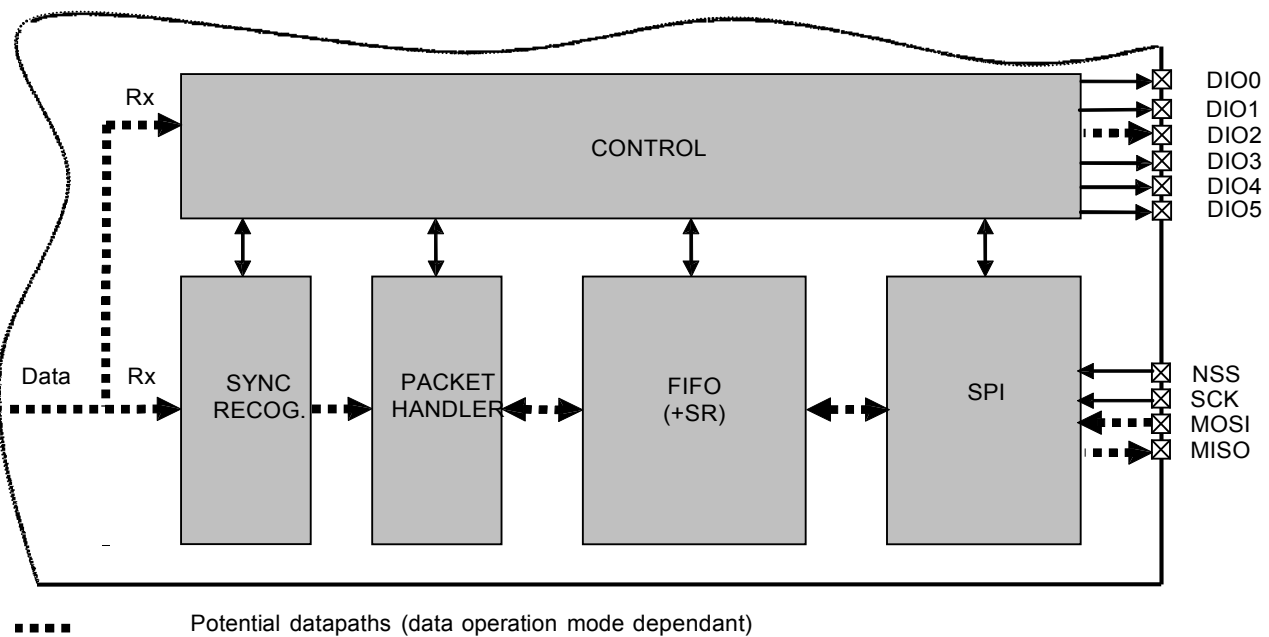 Rx
CONTROL
DIO0
DIO1
DIO2
DIO3
DIO4
DIO5
Data
Rx
SYNC
RECOG.
PACKET
HANDLER
FIFO
(+SR)
SPI
NSS
SCK
MOSI
MISO
Potential datapaths (data operation mode dependant)